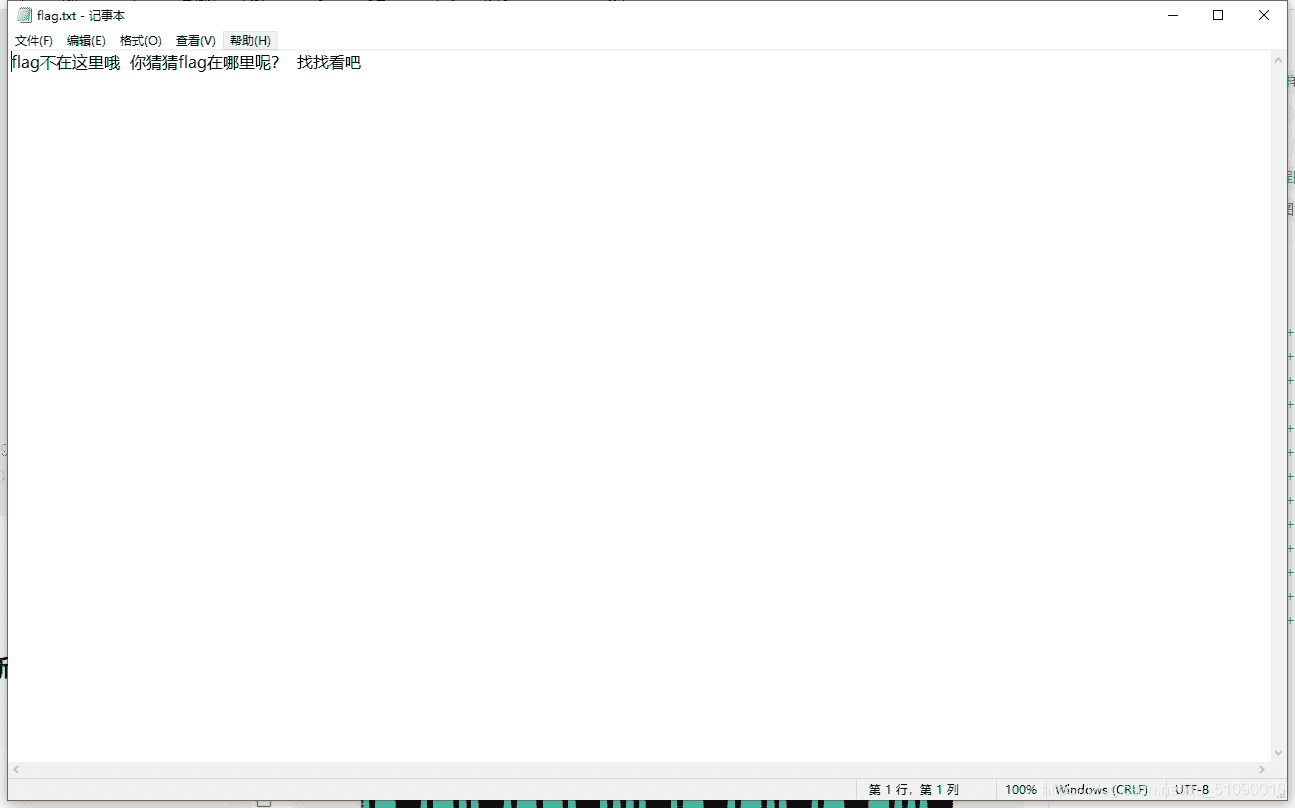 flag.txt - 记事本
文件(F) 编辑(E) 格式(O) 查看(V) 帮助(H)
flag不在这里哦 你猜猜flag在哪里呢？ 找找看吧
第 1 行，第 1 列 100% Windows (CRLF) UTF-8